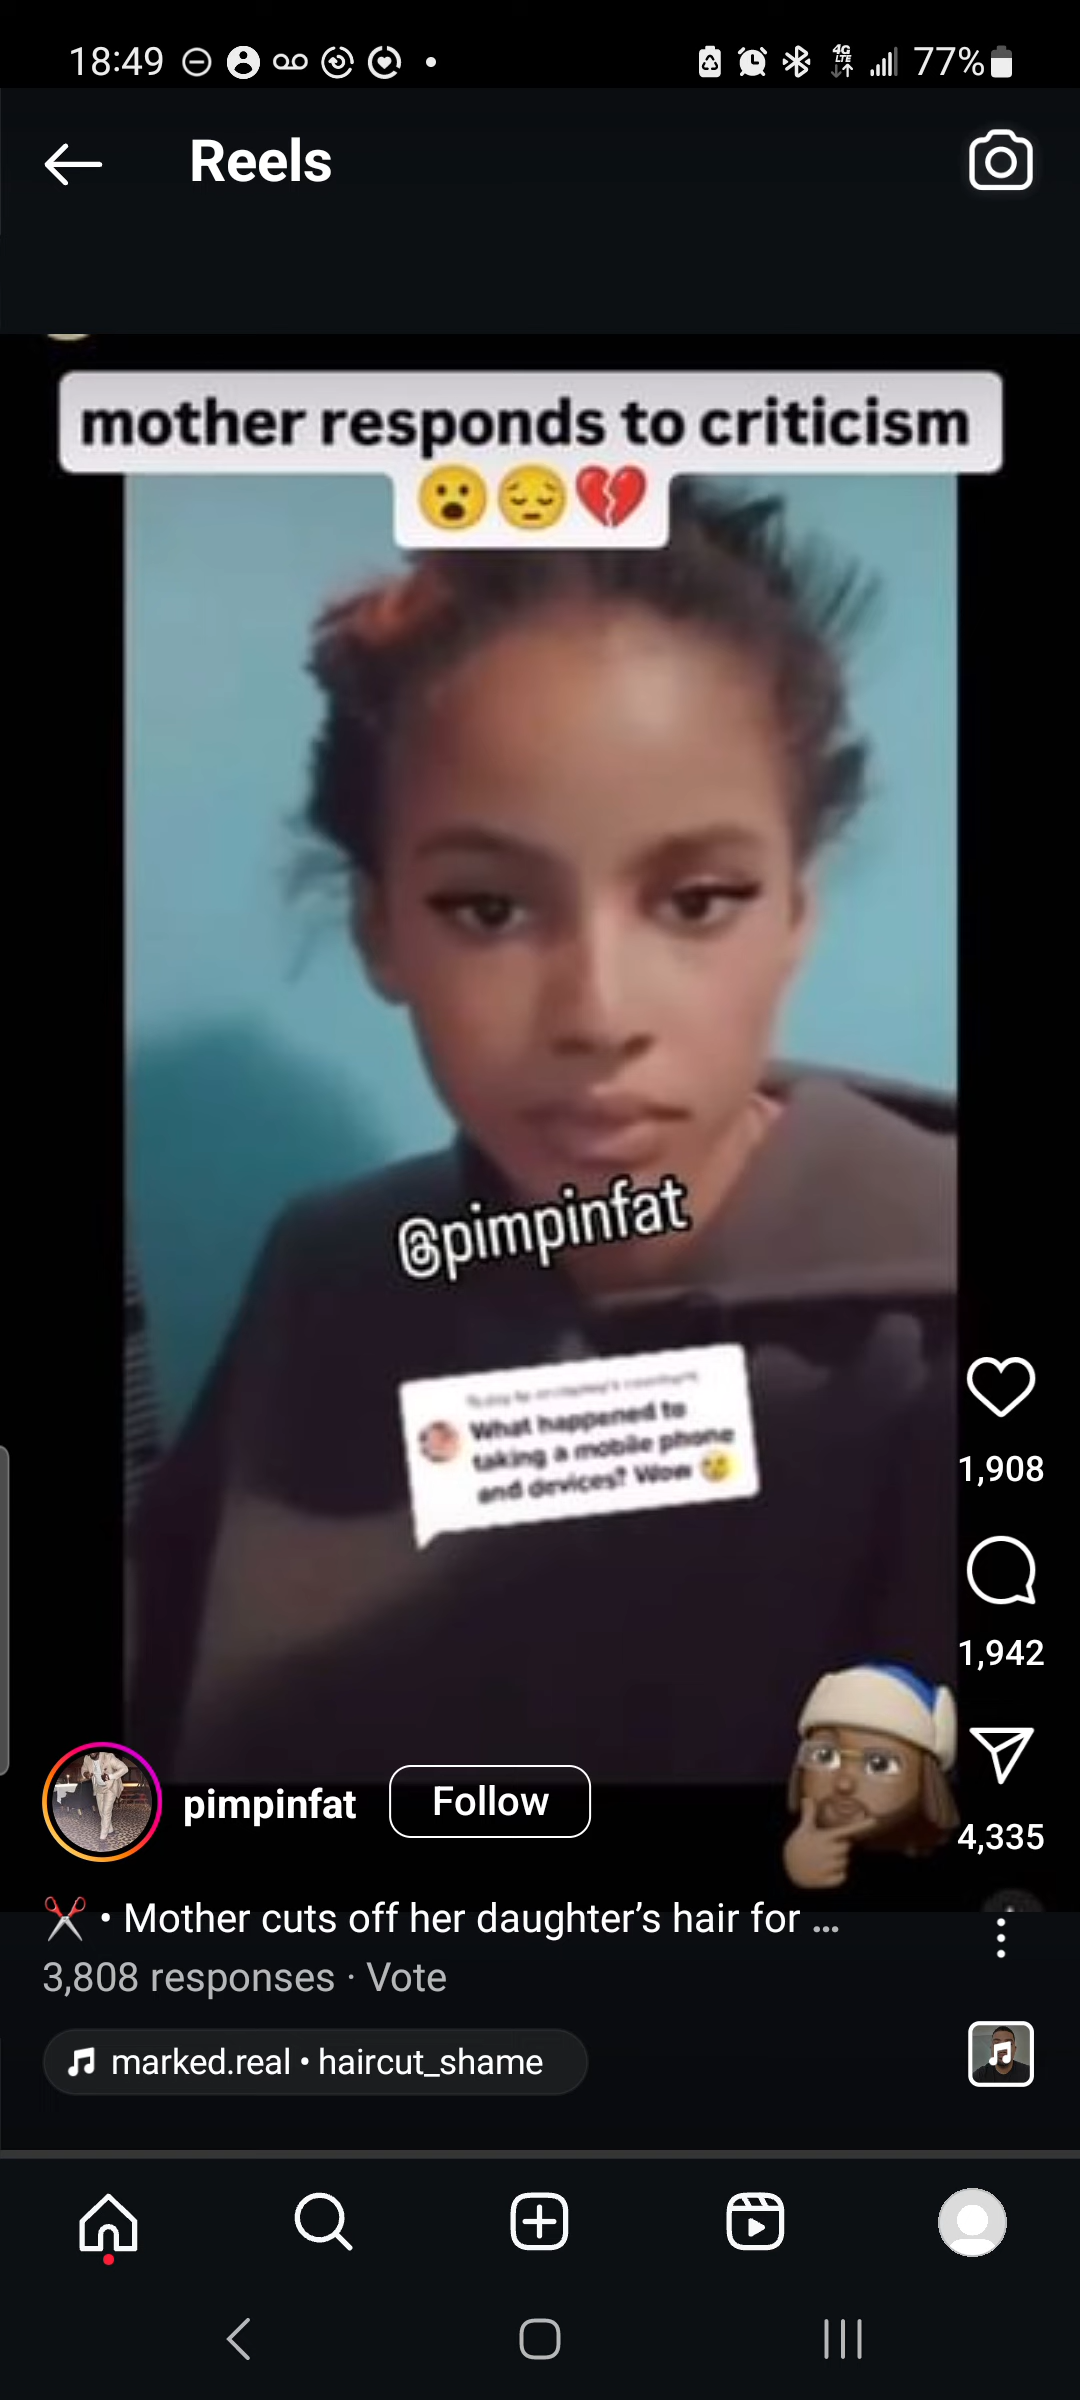 18:49
4G
LTE
77%
Reels
mother responds to criticism
😮😔💔
@pimpinfat
What happened to
taking a mobile phone
and devices? Wow
1,908
1,942
4,335
pimpinfat
Follow
✂️ • Mother cuts off her daughter’s hair for ...
3,808 responses · Vote
marked.real • haircut_shame